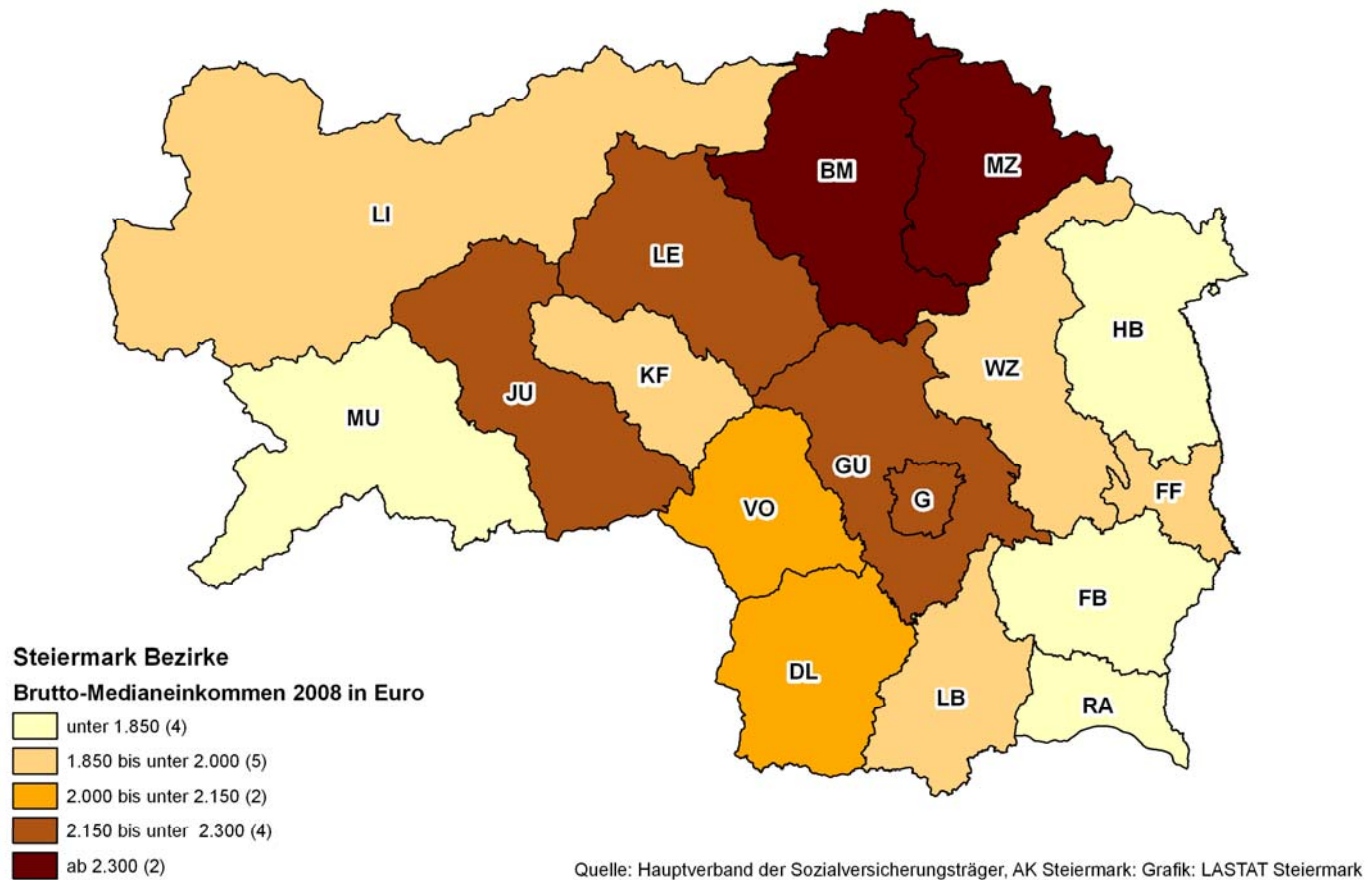 BM
MZ
LI
LE
HB
WZ
KF
JU
MU
GU
FF
G
VO
FB
DL
LB
RA
Steiermark Bezirke
Brutto-Medianeinkommen 2008 in Euro
unter 1.850 (4)
1.850 bis unter 2.000 (5)
2.000 bis unter 2.150 (2)
2.150 bis unter 2.300 (4)
ab 2.300 (2)
Quelle: Hauptverband der Sozialversicherungsträger, AK Steiermark: Grafik: LASTAT Steiermark